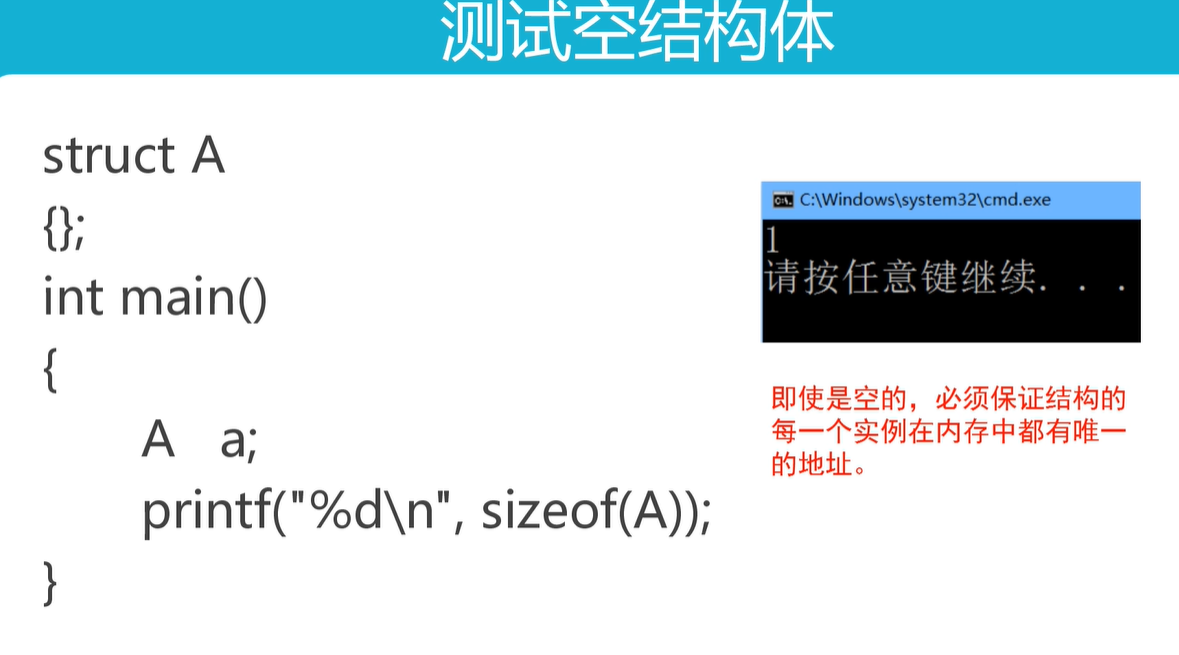 测试空结构体
struct A
{};
int main()
{
A a;
printf("%d\n", sizeof(A));
}
C:\Windows\system32\cmd.exe
1
请按任意键继续. . .
即使是空的，必须保证结构的
每一个实例在内存中都有唯一
的地址。